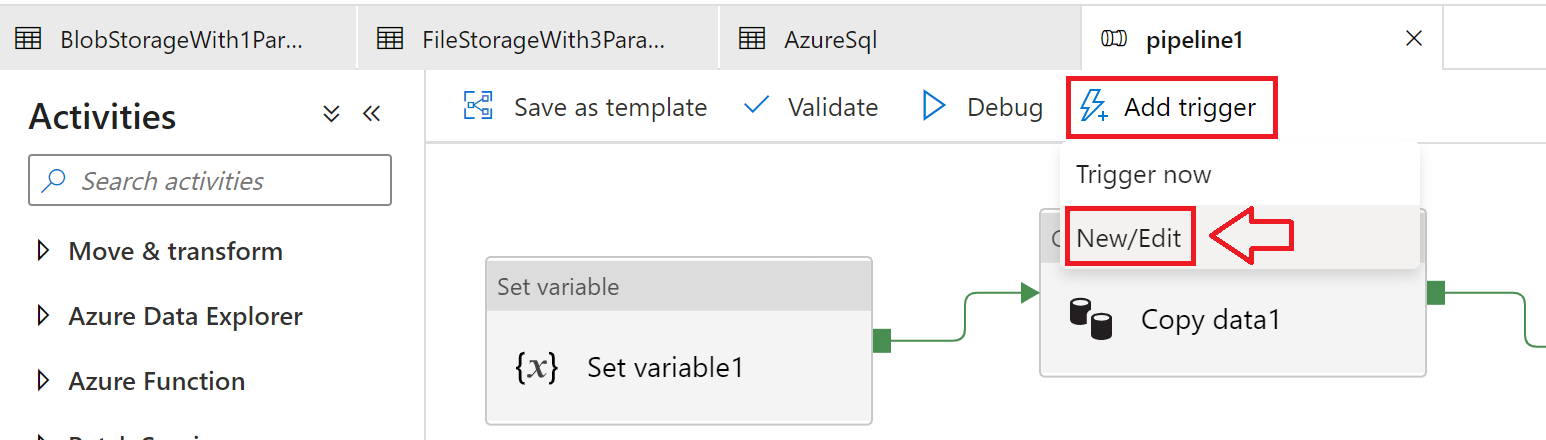 BlobStorageWith1Par...
FileStorageWith3Para...
AzureSql
pipeline1
Activities
Save as template
Validate
Debug
Add trigger
Search activities
Trigger now
New/Edit
Move & transform
Set variable
Azure Data Explorer
{x}
Set variable1
Copy data1
Azure Function